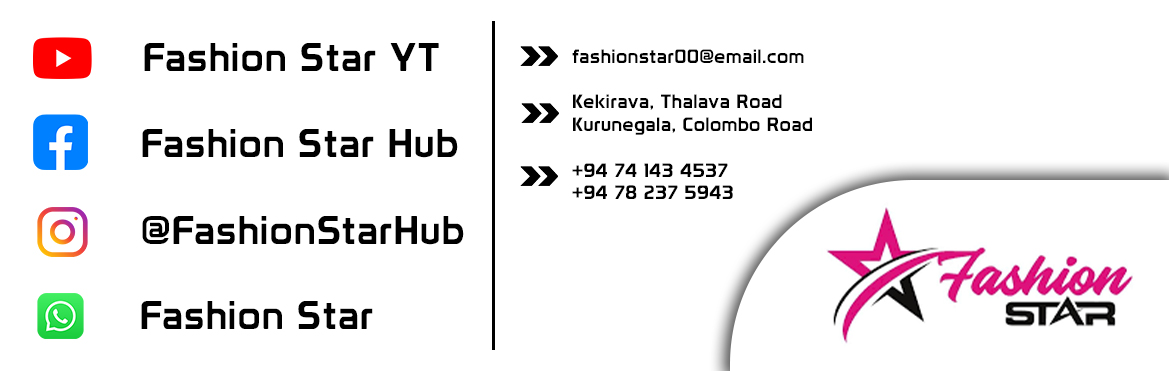 Fashion Star YT
Fashion Star Hub
@FashionStarHub
Fashion Star
fashionstar00@email.com
Kekirava, Thalava Road
Kurunegala, Colombo Road
+94 74 143 4537
+94 78 237 5943
Fashion
STAR